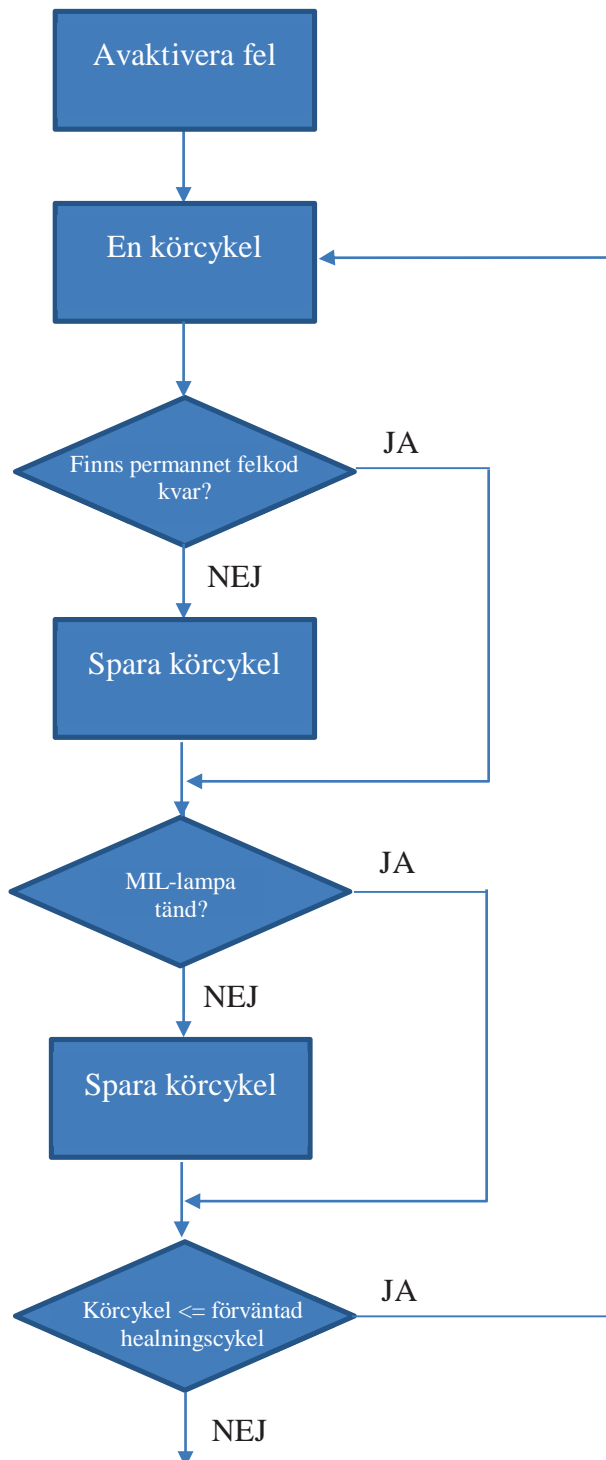 Avaktivera fel
En körcykel
Finns permannet felkod
kvar?
JA
NEJ
Spara körcykel
MIL-lampa
tänd?
JA
NEJ
Spara körcykel
Körcykel <= förväntad
healningscykel
JA
NEJ